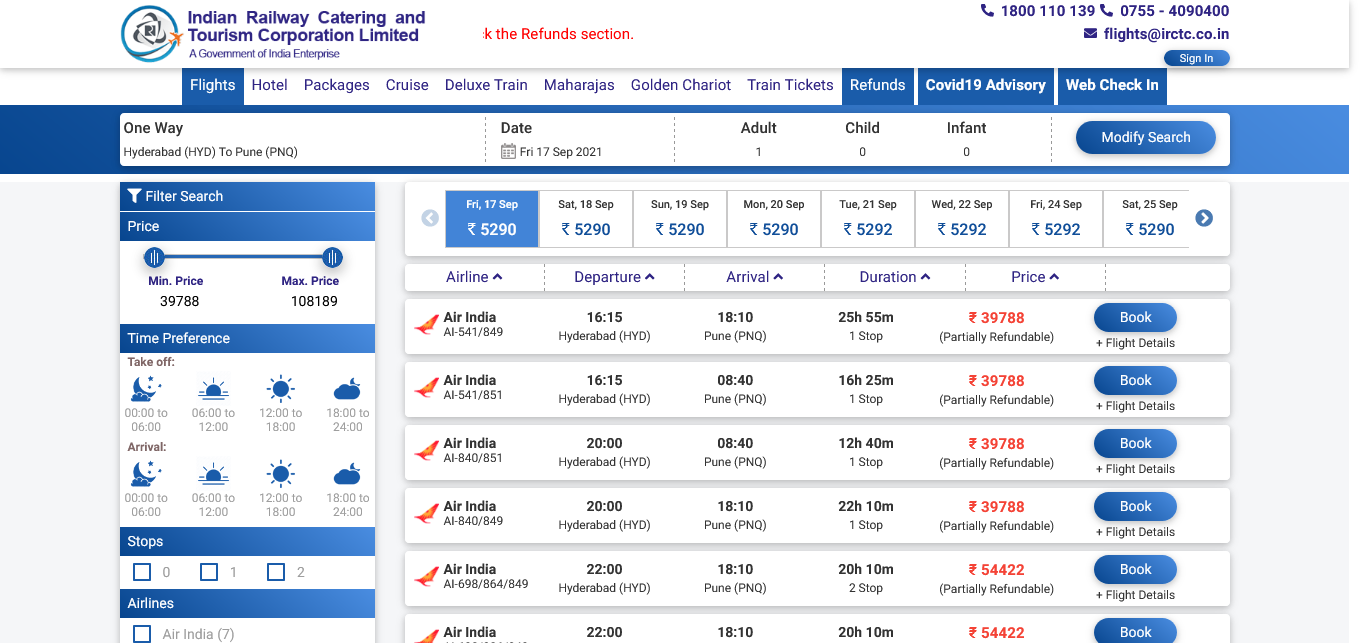 Indian Railway Catering and
Tourism Corporation Limited
A Government of India Enterprise
k the Refunds section.
1800 110 139 0755 - 4090400
flights@irctc.co.in
Sign In
Flights Hotel Packages Cruise Deluxe Train Maharajas Golden Chariot Train Tickets Refunds Covid19 Advisory Web Check In
One Way Date Adult Child Infant
Hyderabad (HYD) To Pune (PNQ) Fri 17 Sep 2021 1 0 0
Modify Search
Filter Search
Price
Min. Price Max. Price
39788 108189
Time Preference
Take off:
00:00 to 06:00 to 12:00 to 18:00 to
06:00 12:00 18:00 24:00
Arrival:
00:00 to 06:00 to 12:00 to 18:00 to
06:00 12:00 18:00 24:00
Stops
0 1 2
Airlines
Air India (7)
Fri, 17 Sep Sat, 18 Sep Sun, 19 Sep Mon, 20 Sep Tue, 21 Sep Wed, 22 Sep Fri, 24 Sep Sat, 25 Sep
₹ 5290 ₹ 5290 ₹ 5290 ₹ 5290 ₹ 5292 ₹ 5292 ₹ 5292 ₹ 5290
Airline Departure Arrival Duration Price
Air India 16:15 18:10 25h 55m ₹ 39788 Book
AI-541/849 Hyderabad (HYD) Pune (PNQ) 1 Stop (Partially Refundable) + Flight Details
Air India 16:15 08:40 16h 25m ₹ 39788 Book
AI-541/851 Hyderabad (HYD) Pune (PNQ) 1 Stop (Partially Refundable) + Flight Details
Air India 20:00 08:40 12h 40m ₹ 39788 Book
AI-840/851 Hyderabad (HYD) Pune (PNQ) 1 Stop (Partially Refundable) + Flight Details
Air India 20:00 18:10 22h 10m ₹ 39788 Book
AI-840/849 Hyderabad (HYD) Pune (PNQ) 1 Stop (Partially Refundable) + Flight Details
Air India 22:00 18:10 20h 10m ₹ 54422 Book
AI-698/864/849 Hyderabad (HYD) Pune (PNQ) 2 Stop (Partially Refundable) + Flight Details
Air India 22:00 18:10 20h 10m ₹ 54422 Book